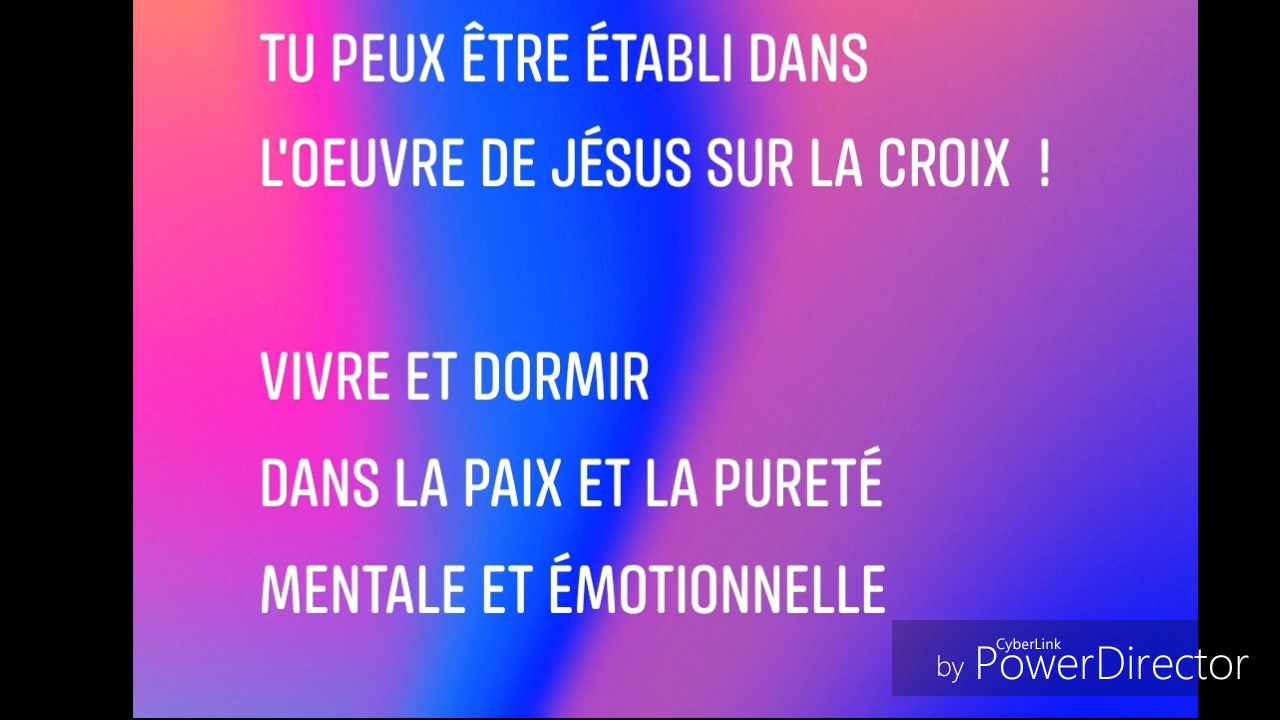 TU PEUX ÊTRE ÉTABLI DANS
L'OEUVRE DE JÉSUS SUR LA CROIX !
VIVRE ET DORMIR
DANS LA PAIX ET LA PURETÉ
MENTALE ET ÉMOTIONNELLE
CyberLink
by PowerDirector